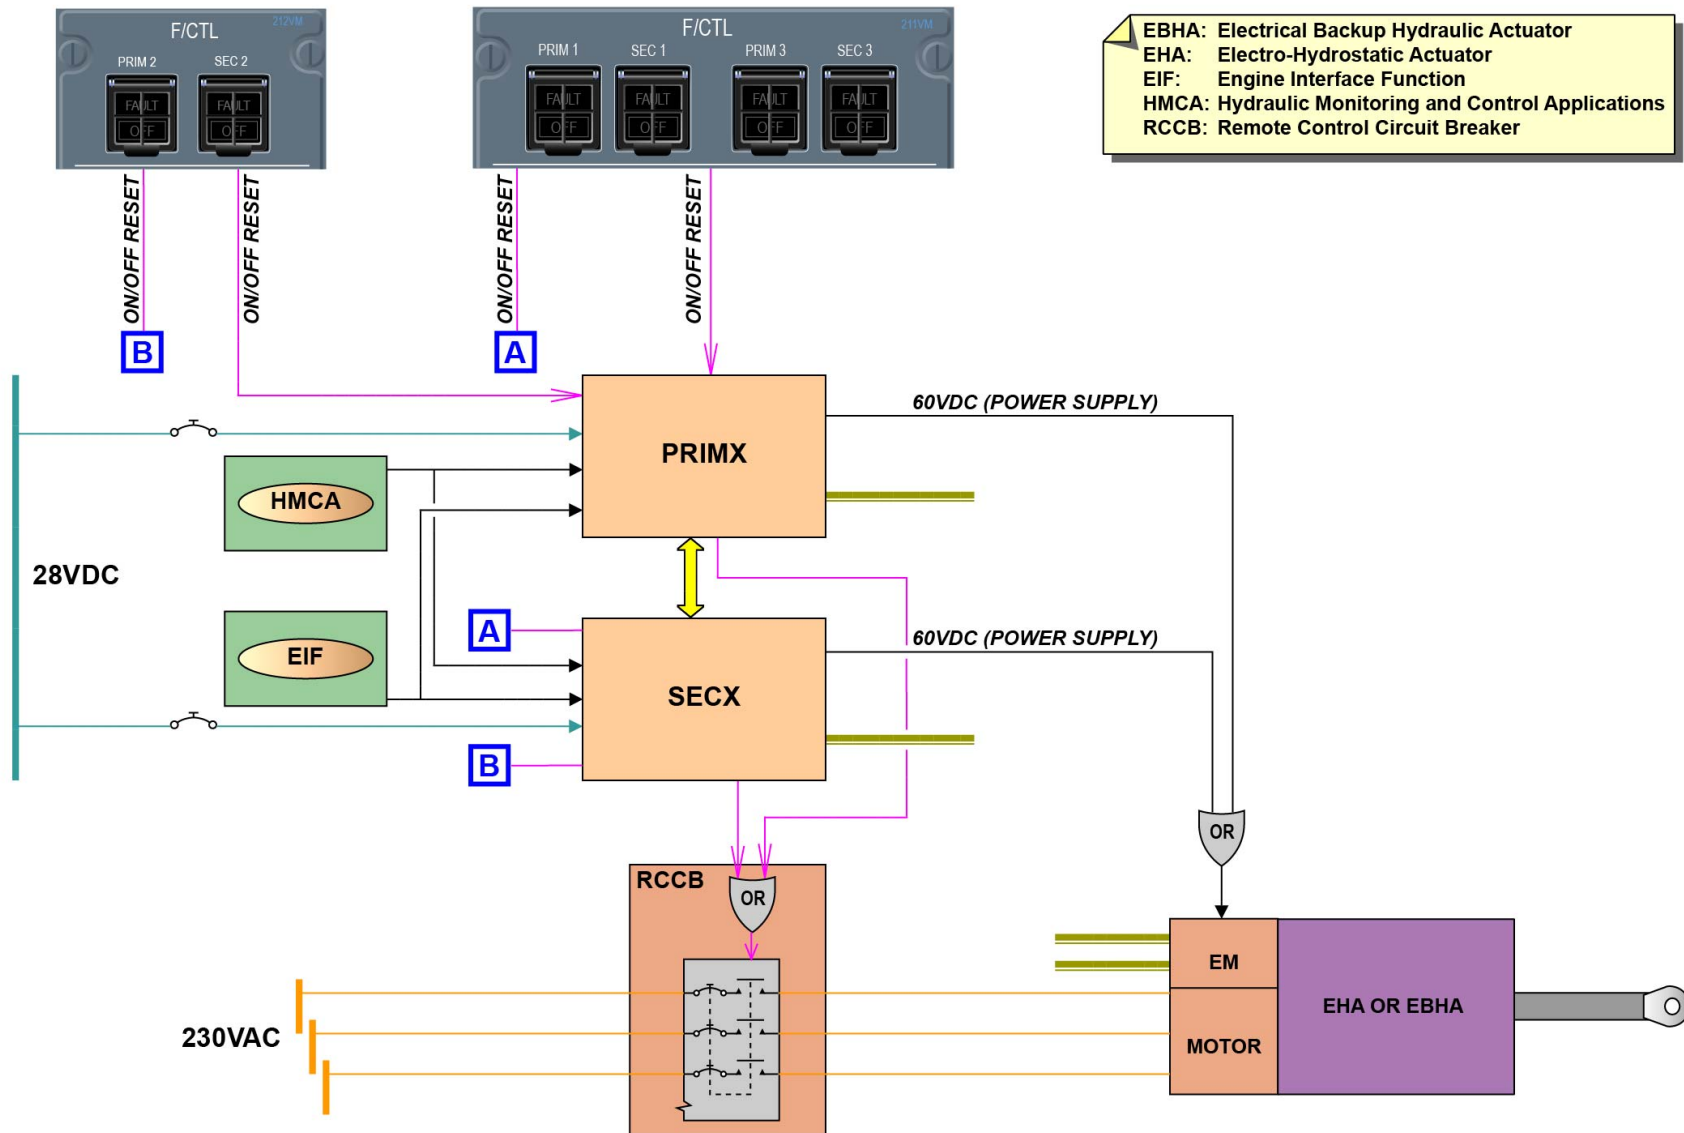 212VM
F/CTL
PRIM 2
SEC 2
FAULT
FAULT
OFF
OFF
211VM
F/CTL
PRIM 1
SEC 1
PRIM 3
SEC 3
FAULT
FAULT
FAULT
FAULT
OFF
OFF
OFF
OFF
EBHA: Electrical Backup Hydraulic Actuator
EHA: Electro-Hydrostatic Actuator
EIF: Engine Interface Function
HMCA: Hydraulic Monitoring and Control Applications
RCCB: Remote Control Circuit Breaker
ON/OFF RESET
ON/OFF RESET
ON/OFF RESET
ON/OFF RESET
B
A
60VDC (POWER SUPPLY)
PRIMX
HMCA
28VDC
A
60VDC (POWER SUPPLY)
EIF
SECX
B
OR
RCCB
OR
EM
EHA OR EBHA
230VAC
MOTOR